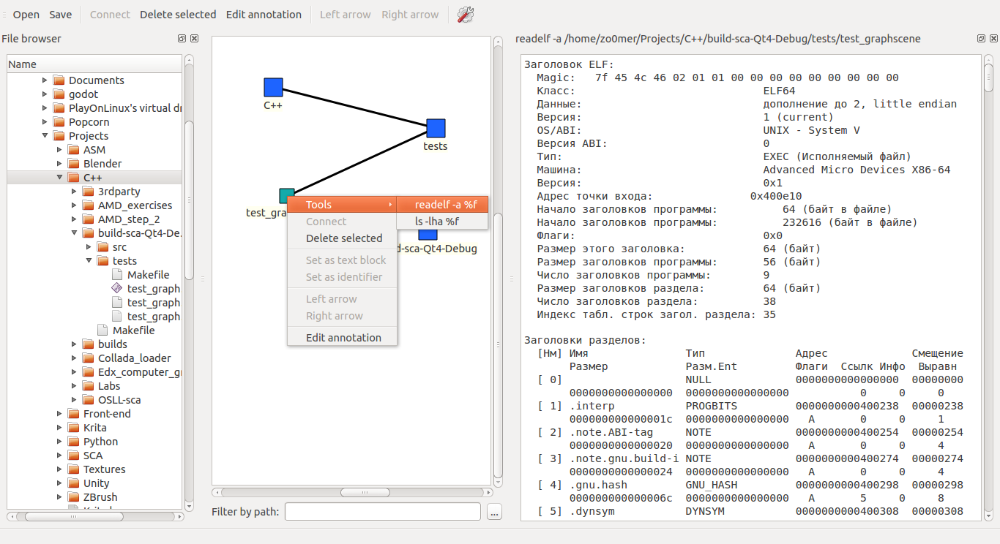 Open Save Connect Delete selected Edit annotation Left arrow Right arrow
File browser
Name
Documents
godot
PlayOnLinux's virtual dr
Popcorn
Projects
ASM
Blender
C++
3rdparty
AMD_exercises
AMD_step_2
build-sca-Qt4-De.
src
tests
Makefile
test_graph
test_graph
test_graph
Makefile
builds
Collada_loader
Edx_computer_gr
Labs
OSLL-sca
Front-end
Krita
Python
SCA
Textures
Unity
ZBrush
C++
tests
test_gra
d-sca-Qt4-Debug
Tools
Connect
Delete selected
Set as text block
Set as identifier
Left arrow
Right arrow
Edit annotation
readelf -a %f
ls -lha %f
Filter by path: ...
readelf -a /home/zo0mer/Projects/C++/build-sca-Qt4-Debug/tests/test_graphscene
Заголовок ELF:
Magic: 7f 45 4c 46 02 01 01 00 00 00 00 00 00 00 00 00
Класс: ELF64
Данные: дополнение до 2, little endian
Версия: 1 (current)
OS/ABI: UNIX - System V
Версия ABI: 0
Тип: EXEC (Исполняемый файл)
Машина: Advanced Micro Devices X86-64
Версия: 0x1
Адрес точки входа: 0x400e10
Начало заголовков программы: 64 (байт в файле)
Начало заголовков программы: 232616 (байт в файле)
Флаги: 0x0
Размер этого заголовка: 64 (байт)
Размер заголовков программы: 56 (байт)
Число заголовков программы: 9
Размер заголовков раздела: 64 (байт)
Число заголовков раздела: 38
Индекс табл. строк загол. раздела: 35
Заголовки разделов:
[Нм] Имя Тип Адрес Смещение
Размер Разм.Ent Флаги Ссылк Инфо Выравн
[ 0] NULL 0000000000000000 00000000
0000000000000000 0000000000000000 0 0 0
[ 1] .interp PROGBITS 0000000000400238 00000238
000000000000001c 0000000000000000 A 0 0 1
[ 2] .note.ABI-tag NOTE 0000000000400254 00000254
0000000000000020 0000000000000000 A 0 0 4
[ 3] .note.gnu.build-i NOTE 0000000000400274 00000274
0000000000000024 0000000000000000 A 0 0 4
[ 4] .gnu.hash GNU_HASH 0000000000400298 00000298
000000000000006c 0000000000000000 A 5 0 8
[ 5] .dynsym DYNSYM 0000000000400308 00000308